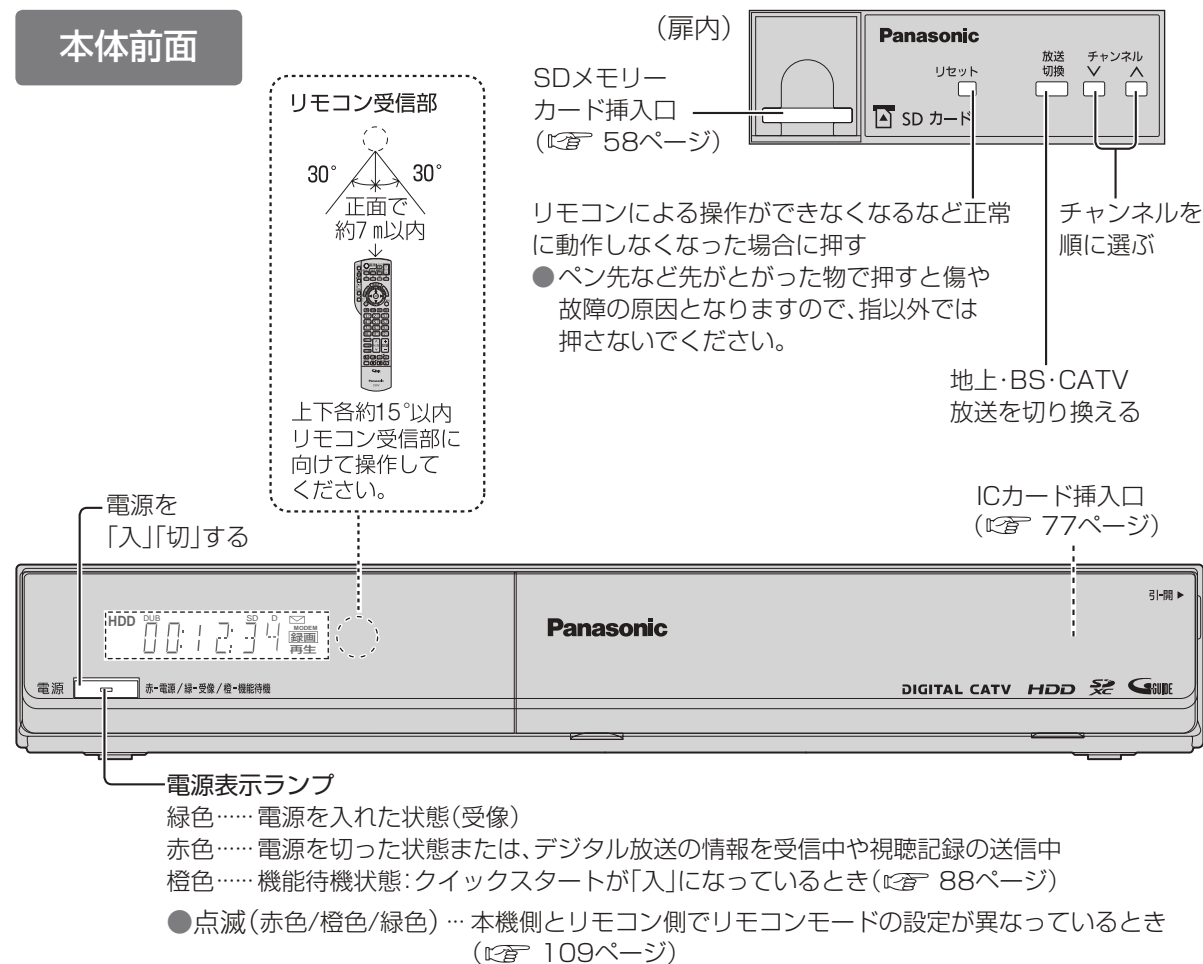 本体前面
リモコン受信部
30° 30°
正面で
約7 m以内
上下各約15°以内
リモコン受信部に
向けて操作して
ください。
(扉内)
SDメモリー
カード挿入口
(☞ 58ページ)
Panasonic
リセット
放送
切換
チャンネル
∨ ∧
SD カード
リモコンによる操作ができなくなるなど正常
に動作しなくなった場合に押す
●ペン先など先がとがった物で押すと傷や
故障の原因となりますので、指以外では
押さないでください。
チャンネルを
順に選ぶ
地上・BS・CATV
放送を切り換える
ICカード挿入口
(☞ 77ページ)
電源を
「入」「切」する
HDD DUB SD D
MODEM
00:12:34 録画
再生
Panasonic
引-開▶
電源 赤-電源/緑-受像/橙-機能待機
DIGITAL CATV HDD SD XC G-GUIDE
電源表示ランプ
緑色……電源を入れた状態(受像)
赤色……電源を切った状態または、デジタル放送の情報を受信中や視聴記録の送信中
橙色……機能待機状態:クイックスタートが「入」になっているとき(☞ 88ページ)
●点滅(赤色/橙色/緑色)…本機側とリモコン側でリモコンモードの設定が異なっているとき
(☞ 109ページ)